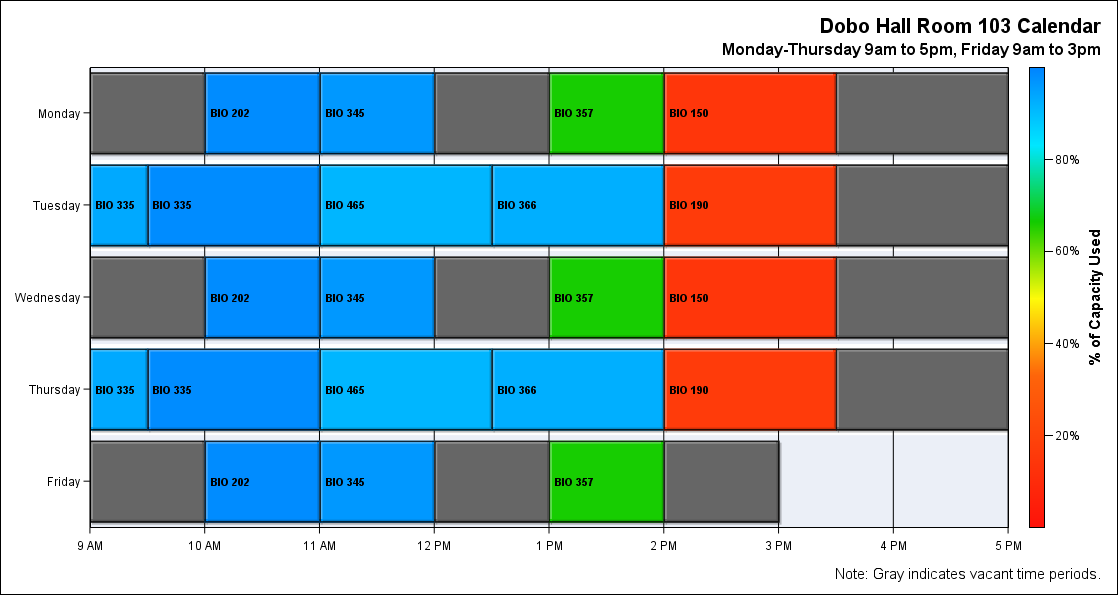 Dobo Hall Room 103 Calendar
Monday-Thursday 9am to 5pm, Friday 9am to 3pm
Monday
BIO 202
BIO 345
BIO 357
BIO 150
Tuesday
BIO 335
BIO 335
BIO 465
BIO 366
BIO 190
Wednesday
BIO 202
BIO 345
BIO 357
BIO 150
Thursday
BIO 335
BIO 335
BIO 465
BIO 366
BIO 190
Friday
BIO 202
BIO 345
BIO 357
9 AM
10 AM
11 AM
12 PM
1 PM
2 PM
3 PM
4 PM
5 PM
80%
60%
40%
20%
% of Capacity Used
Note: Gray indicates vacant time periods.